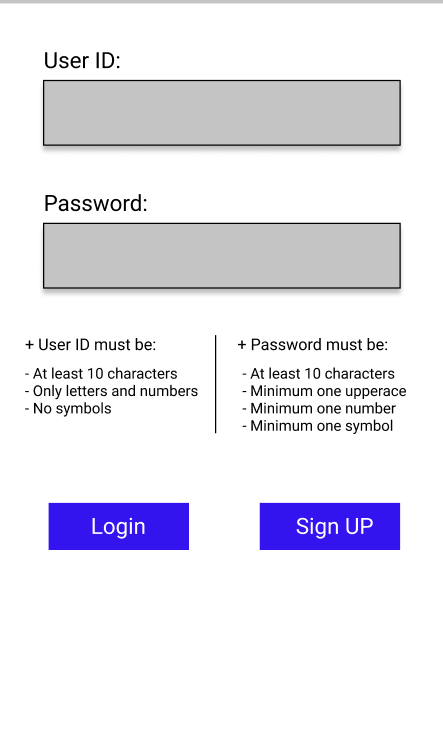 User ID:
Password:
+ User ID must be:
- At least 10 characters
- Only letters and numbers
- No symbols
+ Password must be:
- At least 10 characters
- Minimum one upperace
- Minimum one number
- Minimum one symbol
Login
Sign UP